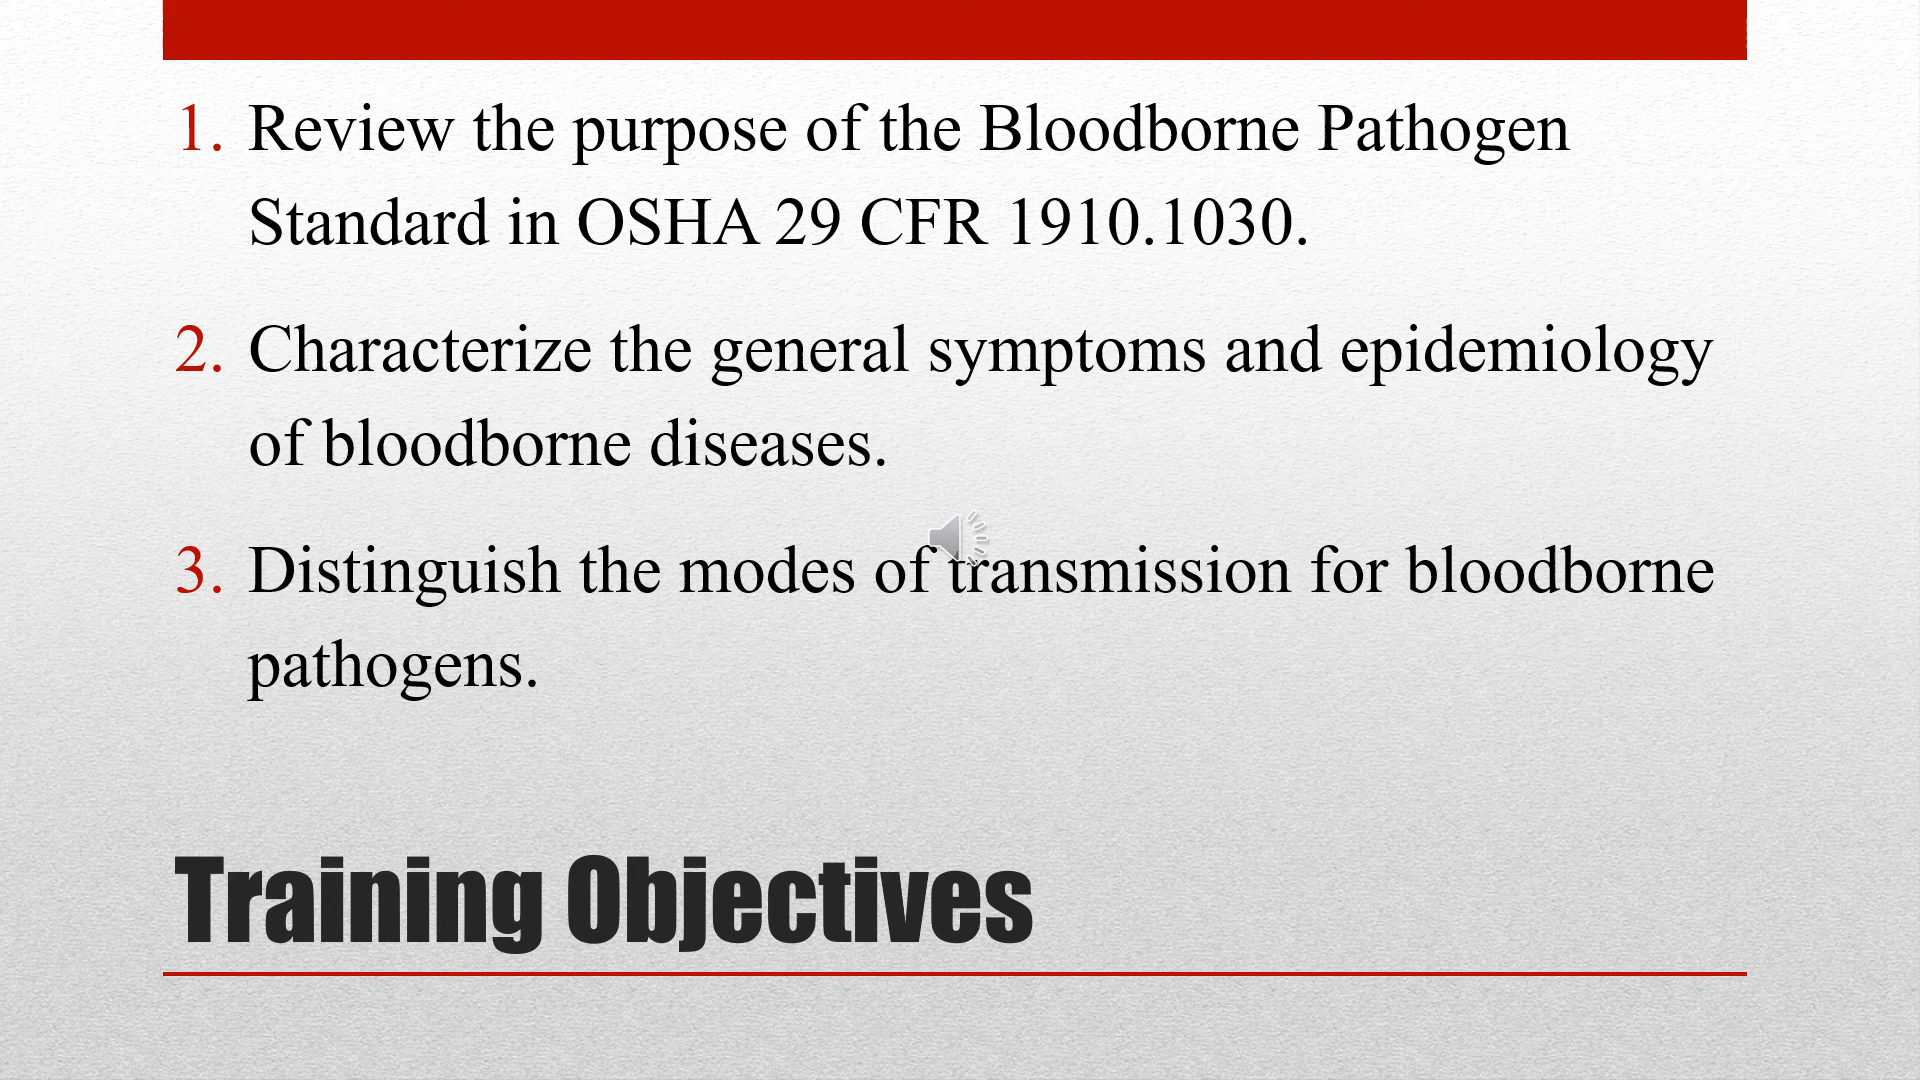 1. Review the purpose of the Bloodborne Pathogen
Standard in OSHA 29 CFR 1910.1030.
2. Characterize the general symptoms and epidemiology
of bloodborne diseases.
3. Distinguish the modes of transmission for bloodborne
pathogens.
Training Objectives